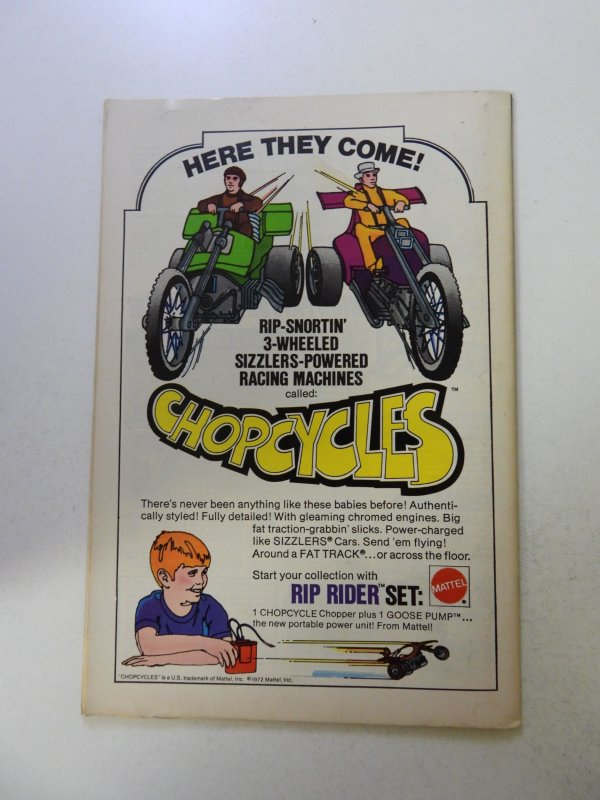 HERE THEY COME!
RIP-SNORTIN'
3-WHEELED
SIZZLERS-POWERED
RACING MACHINES
called:
CHOPCYCLES™
There's never been anything like these babies before! Authenti-
cally styled! Fully detailed! With gleaming chromed engines. Big
fat traction-grabbin' slicks. Power-charged
like SIZZLERS® Cars. Send 'em flying!
Around a FAT TRACK®...or across the floor.
Start your collection with
RIP RIDER™ SET:
MATTEL®
1 CHOPCYCLE Chopper plus 1 GOOSE PUMP™...
the new portable power unit! From Mattel!
"CHOPCYCLES" is a U.S. trademark of Mattel, Inc. ©1972 Mattel, Inc.